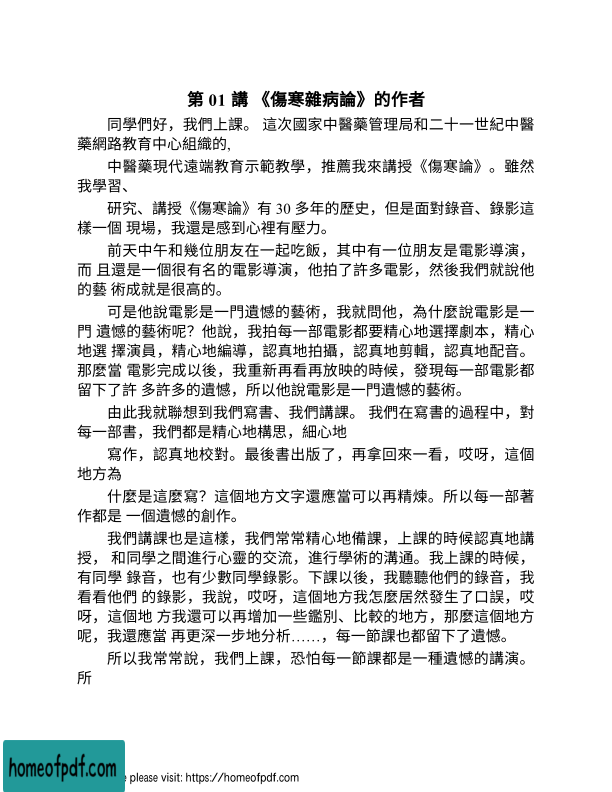 第 01 講 《傷寒雜病論》的作者
同學們好，我們上課。 這次國家中醫藥管理局和二十一世紀中醫
藥網路教育中心組織的,
中醫藥現代遠端教育示範教學，推薦我來講授《傷寒論》。雖然
我學習、
研究、講授《傷寒論》有 30 多年的歷史，但是面對錄音、錄影這
樣一個 現場，我還是感到心裡有壓力。
前天中午和幾位朋友在一起吃飯，其中有一位朋友是電影導演，
而 且還是一個很有名的電影導演，他拍了許多電影，然後我們就說他
的藝 術成就是很高的。
可是他說電影是一門遺憾的藝術，我就問他，為什麼說電影是一
門 遺憾的藝術呢？他說，我拍每一部電影都要精心地選擇劇本，精心
地選 擇演員，精心地編導，認真地拍攝，認真地剪輯，認真地配音。
那麼當 電影完成以後，我重新再看再放映的時候，發現每一部電影都
留下了許 多許多的遺憾，所以他說電影是一門遺憾的藝術。
由此我就聯想到我們寫書、我們講課。 我們在寫書的過程中，對
每一部書，我們都是精心地構思，細心地
寫作，認真地校對。最後書出版了，再拿回來一看，哎呀，這個
地方為
什麼是這麼寫？這個地方文字還應當可以再精煉。所以每一部著
作都是 一個遺憾的創作。
我們講課也是這樣，我們常常精心地備課，上課的時候認真地講
授， 和同學之間進行心靈的交流，進行學術的溝通。我上課的時候，
有同學 錄音，也有少數同學錄影。下課以後，我聽聽他們的錄音，我
看看他們 的錄影，我說，哎呀，這個地方我怎麼居然發生了口誤，哎
呀，這個地 方我還可以再增加一些鑑別、比較的地方，那麼這個地方
呢，我還應當 再更深一步地分析……，每一節課也都留下了遺憾。
所以我常常說，我們上課，恐怕每一節課都是一種遺憾的講演。
所
homeofpdf.com
e please visit: https://homeofpdf.com